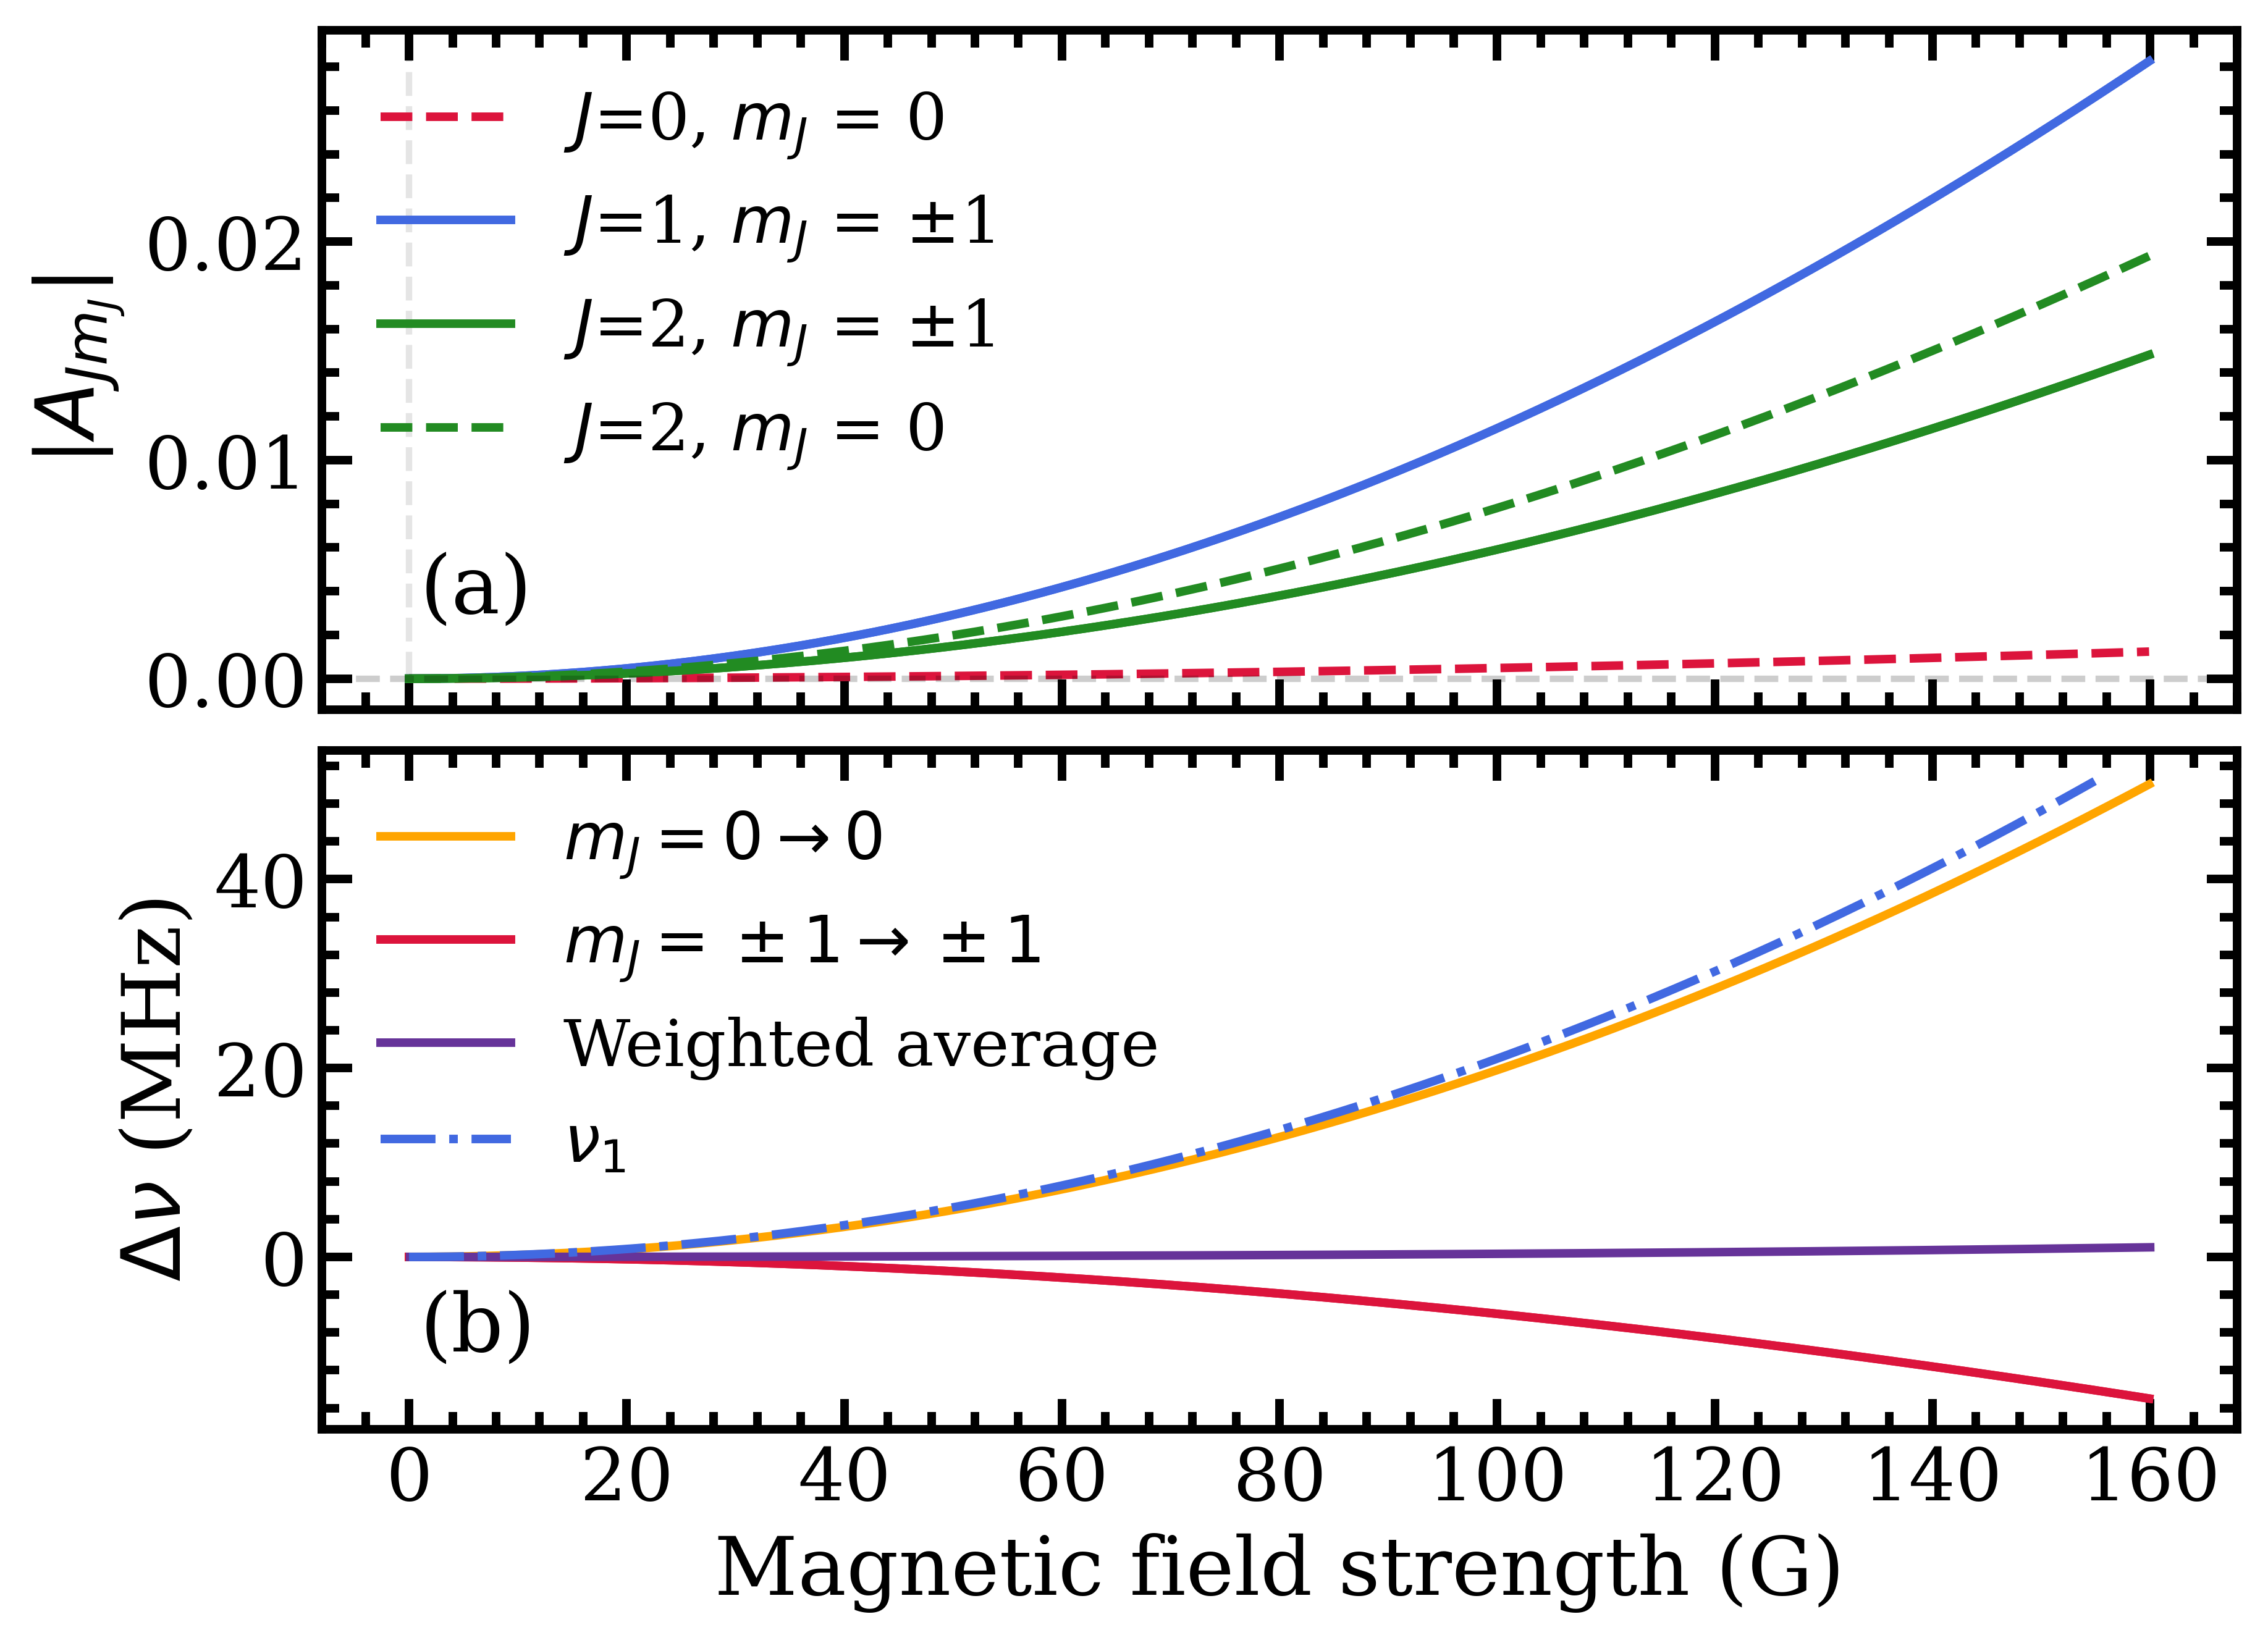 |A_{Jm_J}|
0.02
0.01
0.00
J=0, m_J = 0
J=1, m_J = ±1
J=2, m_J = ±1
J=2, m_J = 0
(a)
Δν (MHz)
40
20
0
m_J = 0 → 0
m_J = ±1 → ±1
Weighted average
ν_1
(b)
0 20 40 60 80 100 120 140 160
Magnetic field strength (G)